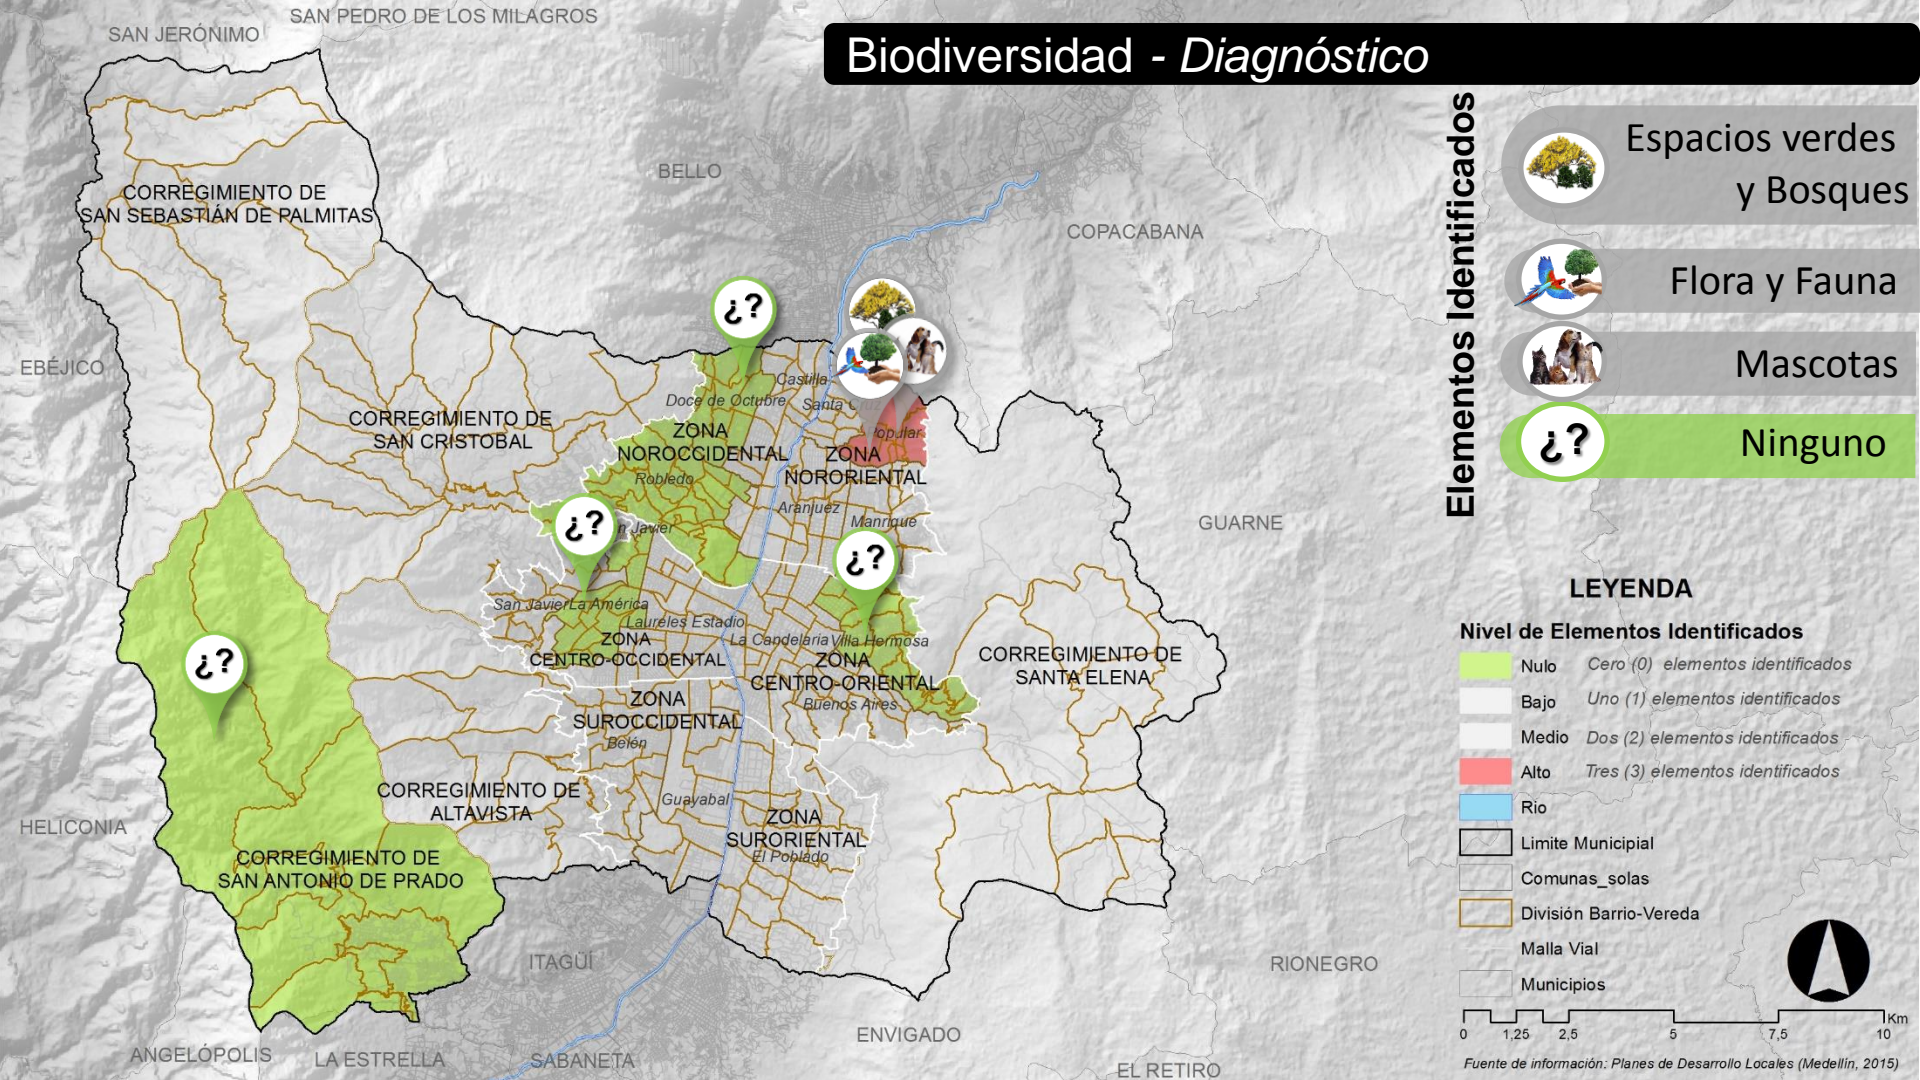 SAN PEDRO DE LOS MILAGROS
SAN JERÓNIMO
Biodiversidad - Diagnóstico
Elementos Identificados
Espacios verdes
y Bosques
Flora y Fauna
Mascotas
¿? Ninguno
BELLO
COPACABANA
EBÉJICO
GUARNE
HELICONIA
ITAGÜÍ
RIONEGRO
ENVIGADO
ANGELÓPOLIS
LA ESTRELLA
SABANETA
EL RETIRO
CORREGIMIENTO DE
SAN SEBASTIÁN DE PALMITAS
CORREGIMIENTO DE
SAN CRISTOBAL
¿?
Castilla
Doce de Octubre
Santa Cruz
Popular
ZONA
NOROCCIDENTAL
ZONA
NORORIENTAL
Robledo
Aranjuez
Manrique
¿?
n Javier
¿?
San Javier
La América
Laureles Estadio
La Candelaria
Villa Hermosa
ZONA
CENTRO-OCCIDENTAL
ZONA
CENTRO-ORIENTAL
Buenos Aires
CORREGIMIENTO DE
SANTA ELENA
¿?
ZONA
SUROCCIDENTAL
Belén
Guayabal
ZONA
SURORIENTAL
El Poblado
CORREGIMIENTO DE
ALTAVISTA
CORREGIMIENTO DE
SAN ANTONIO DE PRADO
LEYENDA
Nivel de Elementos Identificados
Nulo Cero (0) elementos identificados
Bajo Uno (1) elementos identificados
Medio Dos (2) elementos identificados
Alto Tres (3) elementos identificados
Rio
Limite Municipial
Comunas_solas
División Barrio-Vereda
Malla Vial
Municipios
0 1,25 2,5 5 7,5 10 Km
Fuente de información: Planes de Desarrollo Locales (Medellín, 2015)